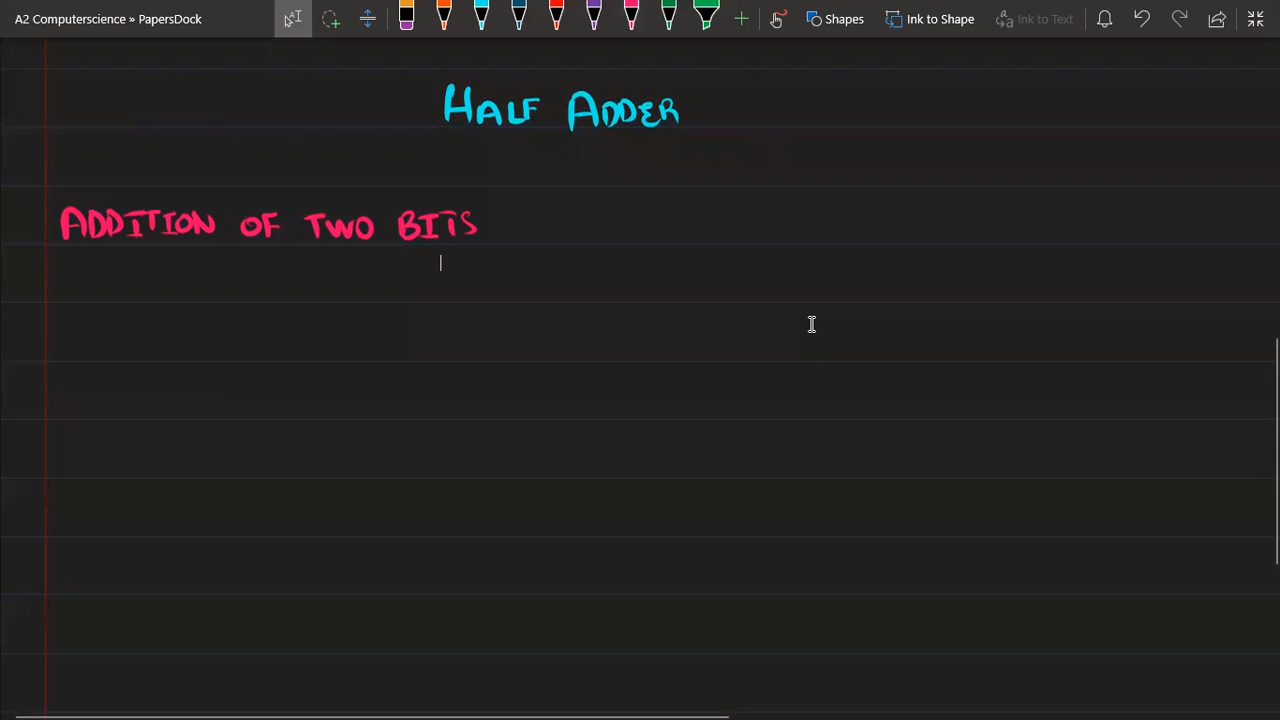 A2 Computerscience » PapersDock
Shapes
Ink to Shape
Ink to Text
HALF ADDER
ADDITION OF TWO BITS